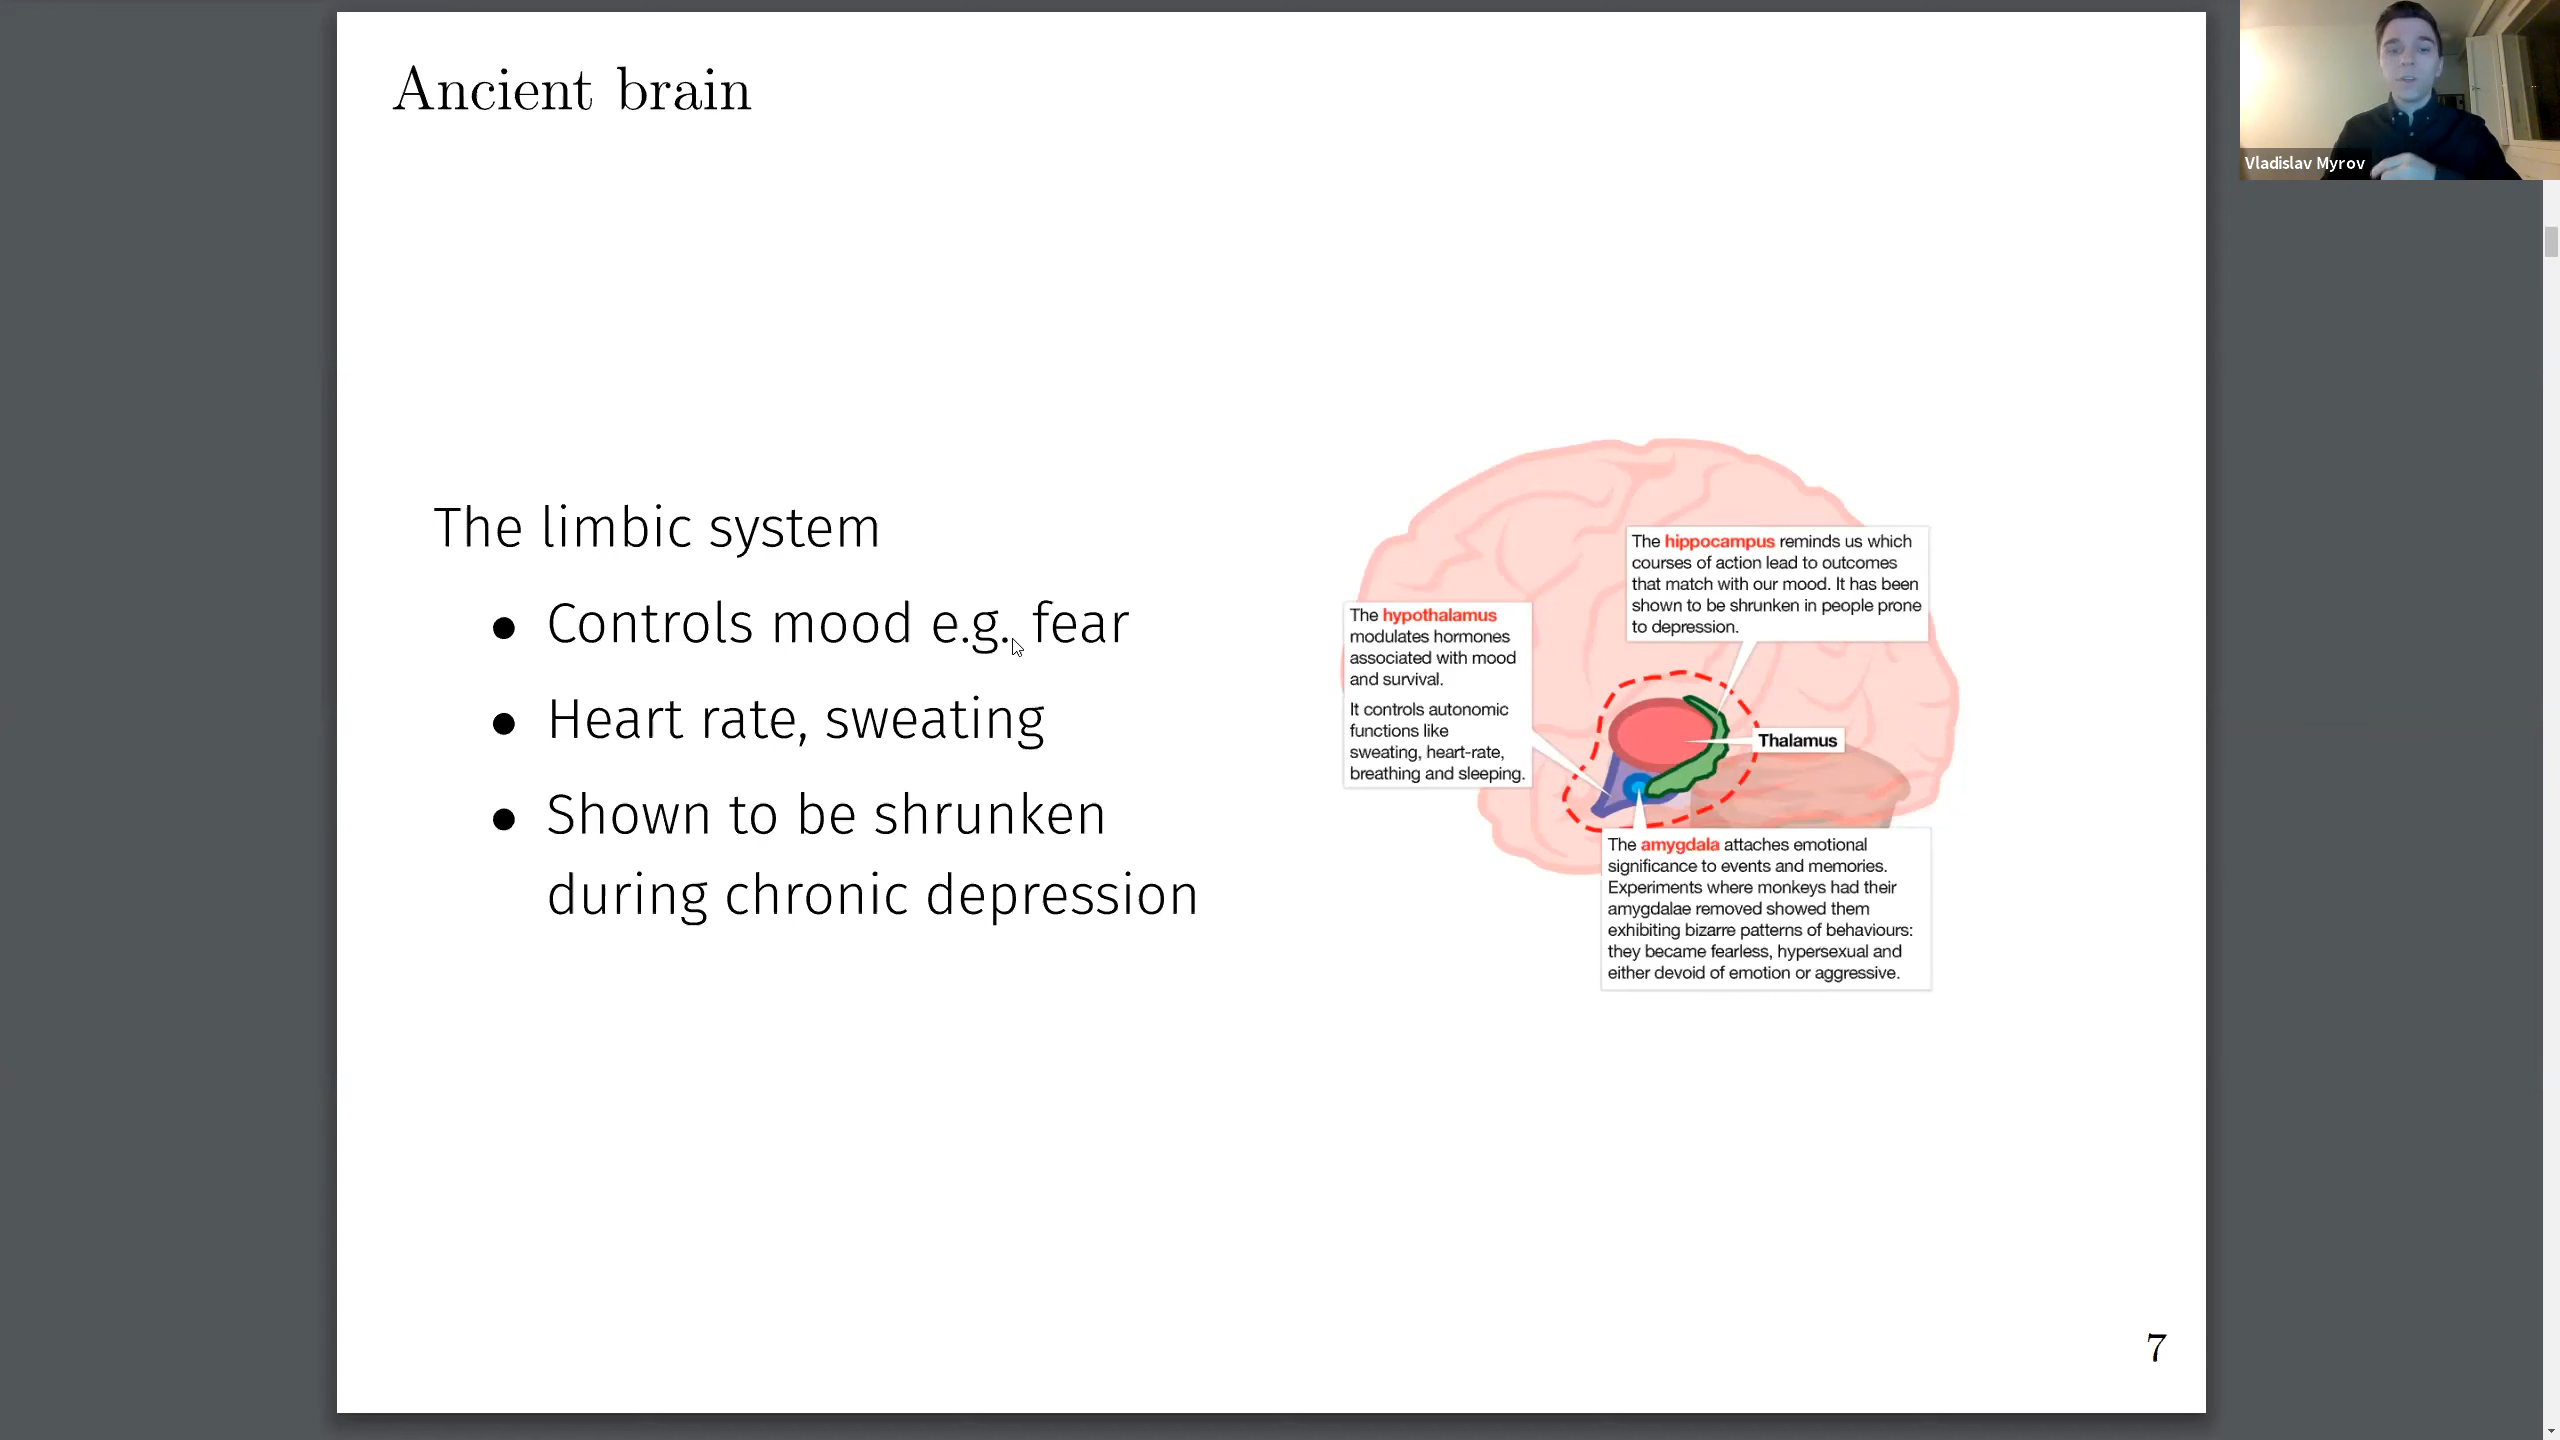 Ancient brain
Vladislav Myrov
The limbic system
● Controls mood e.g. fear
● Heart rate, sweating
● Shown to be shrunken
during chronic depression
The hippocampus reminds us which
courses of action lead to outcomes
that match with our mood. It has been
shown to be shrunken in people prone
to depression.
The hypothalamus
modulates hormones
associated with mood
and survival.
It controls autonomic
functions like
sweating, heart-rate,
breathing and sleeping.
Thalamus
The amygdala attaches emotional
significance to events and memories.
Experiments where monkeys had their
amygdalae removed showed them
exhibiting bizarre patterns of behaviours:
they became fearless, hypersexual and
either devoid of emotion or aggressive.
7